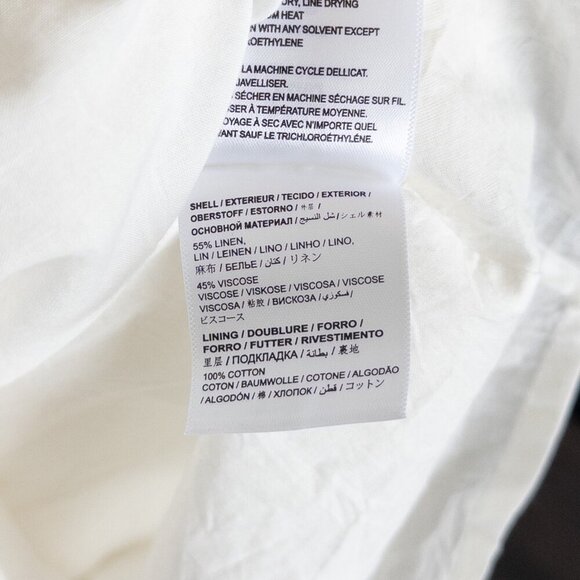 DRY, LINE DRYING
HEAT
WITH ANY SOLVENT EXCEPT
LA MACHINE CYCLE DELLICAT.
SÉCHER EN MACHINE SÉCHAGE SUR FIL.
À TEMPÉRATURE MOYENNE.
À SEC AVEC N'IMPORTE QUEL
SAUF LE TRICHLOROÉTHYLÉNE.
SHELL / EXTERIEUR / TECIDO / EXTERIOR /
OBERSTOFF / ESTORNO / 外层 /
ОСНОВНОЙ МАТЕРИАЛ / شل النسيج / シェル素材
55% LINEN,
LIN / LEINEN / LINO / LINHO / LINO,
麻布 / БЕЛЬЕ / كتان / リネン
45% VISCOSE
VISCOSE / VISKOSE / VISCOSA / VISCOSE
VISCOSA / 粘胶 / ВИСКОЗА / فسكوزي /
ビスコース
LINING / DOUBLURE / FORRO /
FORRO / FUTTER / RIVESTIMENTO
里层 / ПОДКЛАДКА / بطانة / 裏地
100% COTTON
COTON / BAUMWOLLE / COTONE / ALGODÃO
/ ALGODÓN / 棉 / ХЛОПОК / قطن / コットン